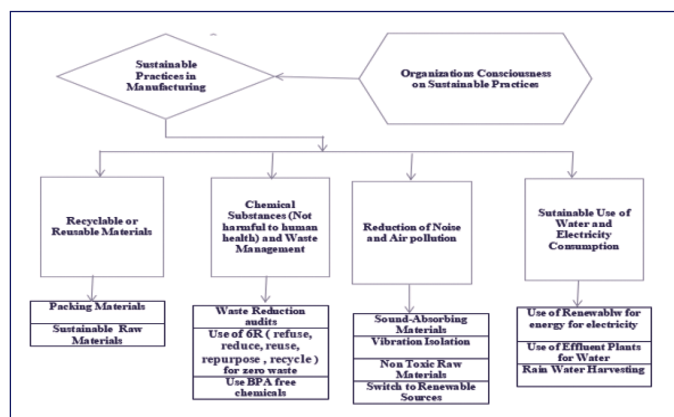 Sustainable
Practices in
Manufacturing
Organizations Consciousness
on Sustainable Practices
Recyclable or
Reusable Materials
Chemical
Substances (Not
harmful to human
health) and Waste
Management
Reduction of Noise
and Air pollution
Sutainable Use of
Water and
Electricity
Consumption
Packing Materials
Sustainable Raw
Materials
Waste Reduction
audits
Use of 6R ( refuse,
reduce, reuse,
repurpose , recycle )
for zero waste
Use BPA free
chemicals
Sound-Absorbing
Materials
Vibration Isolation
Non Toxic Raw
Materials
Switch to Renewable
Sources
Use of Renewablw for
energy for electricity
Use of Effluent Plants
for Water
Rain Water Harvesting